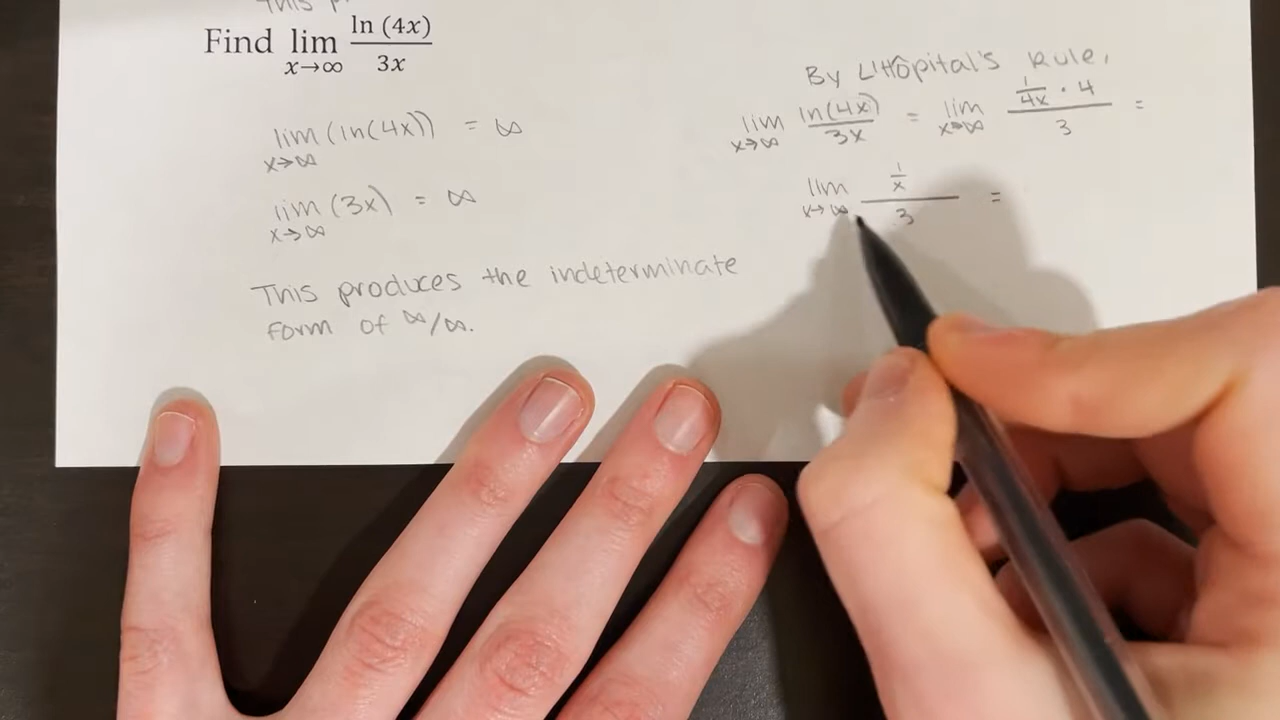 This p
Find lim ln (4x) / 3x
x→∞
lim (ln(4x)) = ∞
x→∞
lim (3x) = ∞
x→∞
This produces the indeterminate
form of ∞/∞.
By L'Hôpital's Rule,
lim ln(4x) / 3x = lim 1/4x · 4 / 3 =
x→∞ x→∞
lim 1/x / 3 =
x→∞